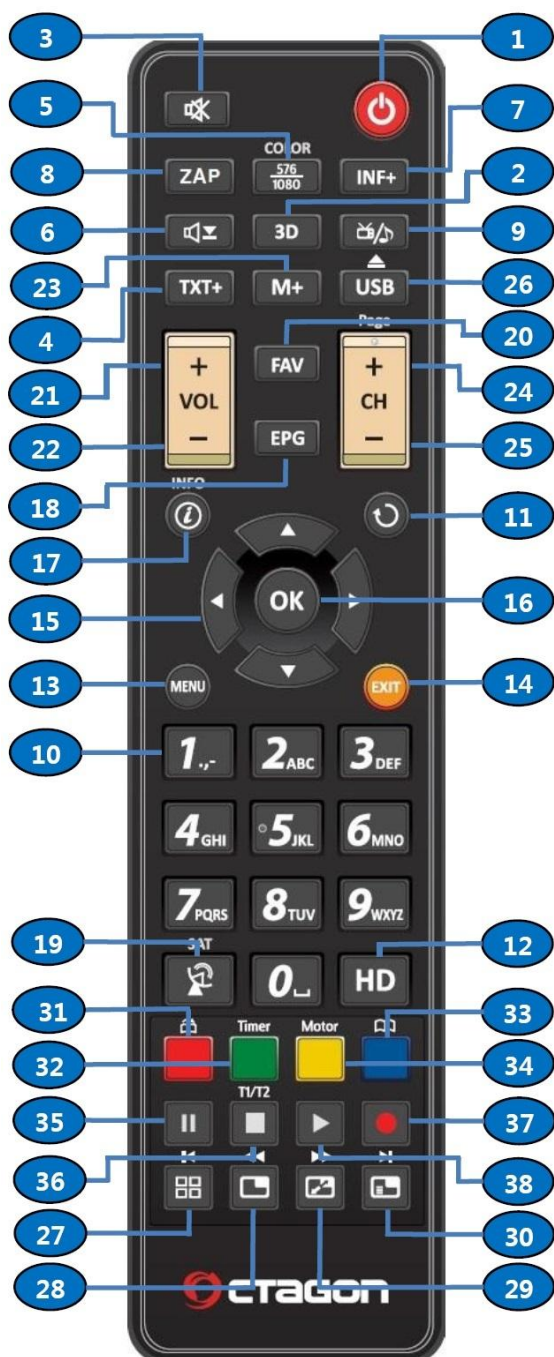 3 1
5 COLOR 7
8 ZAP 576 1080 INF+ 2
6 3D 9
23 TXT+ M+ USB 26
4 Page 20
21 + VOL − FAV + CH − 24
22 EPG 25
18 INFO 11
17 i
15 OK 16
13 MENU EXIT 14
10 1.,- 2ABC 3DEF
4GHI 5JKL 6MNO
7PQRS 8TUV 9WXYZ
19 SAT 0 HD 12
31 Timer Motor 33
32 34
35 T1/T2 37
36 38
27 30
28 OCTAGON 29